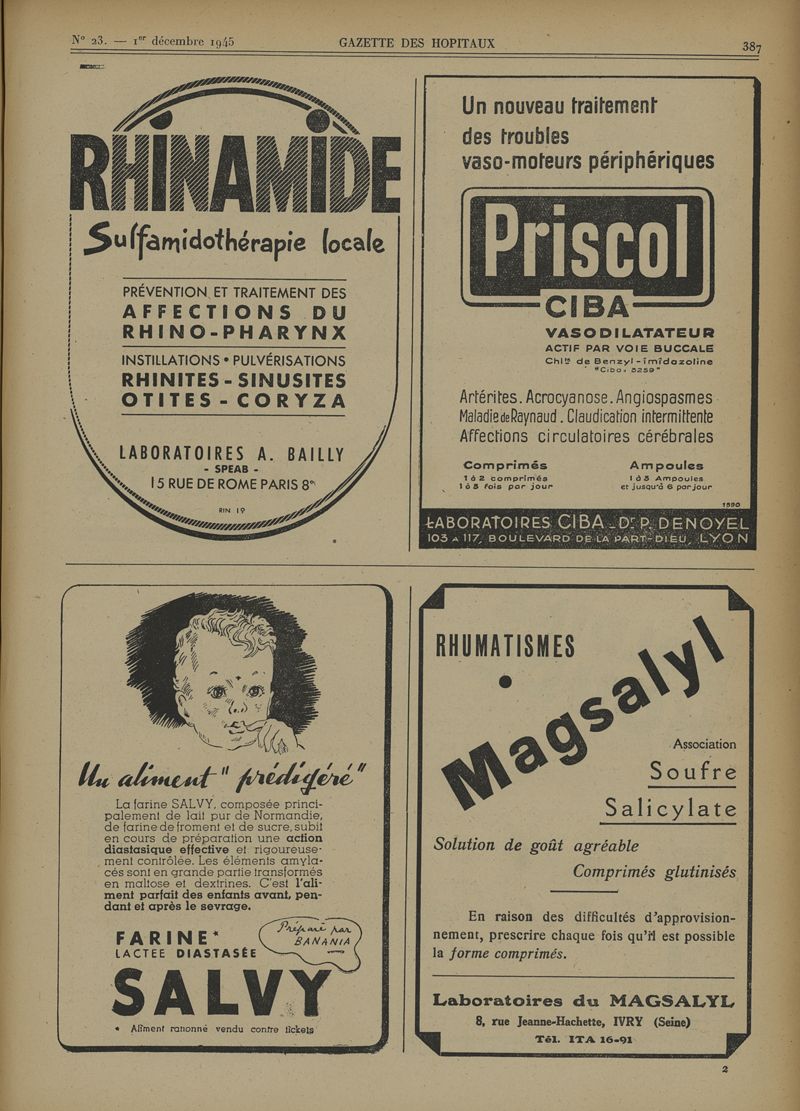 N° 23. — 1er décembre 1945
GAZETTE DES HOPITAUX
387
RHINAMIDE
Sulfamidothérapie locale
PRÉVENTION ET TRAITEMENT DES
AFFECTIONS DU
RHINO-PHARYNX
INSTILLATIONS • PULVÉRISATIONS
RHINITES - SINUSITES
OTITES - CORYZA
LABORATOIRES A. BAILLY
- SPEAB -
15 RUE DE ROME PARIS 8e
RIN 19
Un nouveau traitement
des troubles
vaso-moteurs périphériques
Priscol
CIBA
VASODILATATEUR
ACTIF PAR VOIE BUCCALE
Chlte de Benzyl-imidazoline
Artérites. Acrocyanose. Angiospasmes
Maladie de Raynaud. Claudication intermittente
Affections circulatoires cérébrales
Comprimés
1 à 2 comprimés
1 à 3 fois par jour
Ampoules
1 à 3 Ampoules
et jusqu'à 6 par jour
1590
LABORATOIRES CIBA - Dr P. DENOYEL
103 A 117, BOULEVARD DE LA PART-DIEU, LYON
Un aliment "prédigéré"
La farine SALVY, composée princi-
palement de lait pur de Normandie,
de farine de froment et de sucre, subit
en cours de préparation une action
diastasique effective et rigoureuse-
ment contrôlée. Les éléments amyla-
cés sont en grande partie transformés
en maltose et dextrines. C'est l'ali-
ment parfait des enfants avant, pen-
dant et après le sevrage.
FARINE*
LACTÉE DIASTASÉE
Préparé par
BANANIA
SALVY
* Aliment rationné vendu contre tickets
RHUMATISMES
•
Magsalyl
Association
Soufre
Salicylate
Solution de goût agréable
Comprimés glutinisés
En raison des difficultés d'approvision-
nement, prescrire chaque fois qu'il est possible
la forme comprimés.
Laboratoires du MAGSALYL
8, rue Jeanne-Hachette, IVRY (Seine)
Tél. ITA 16-91
2